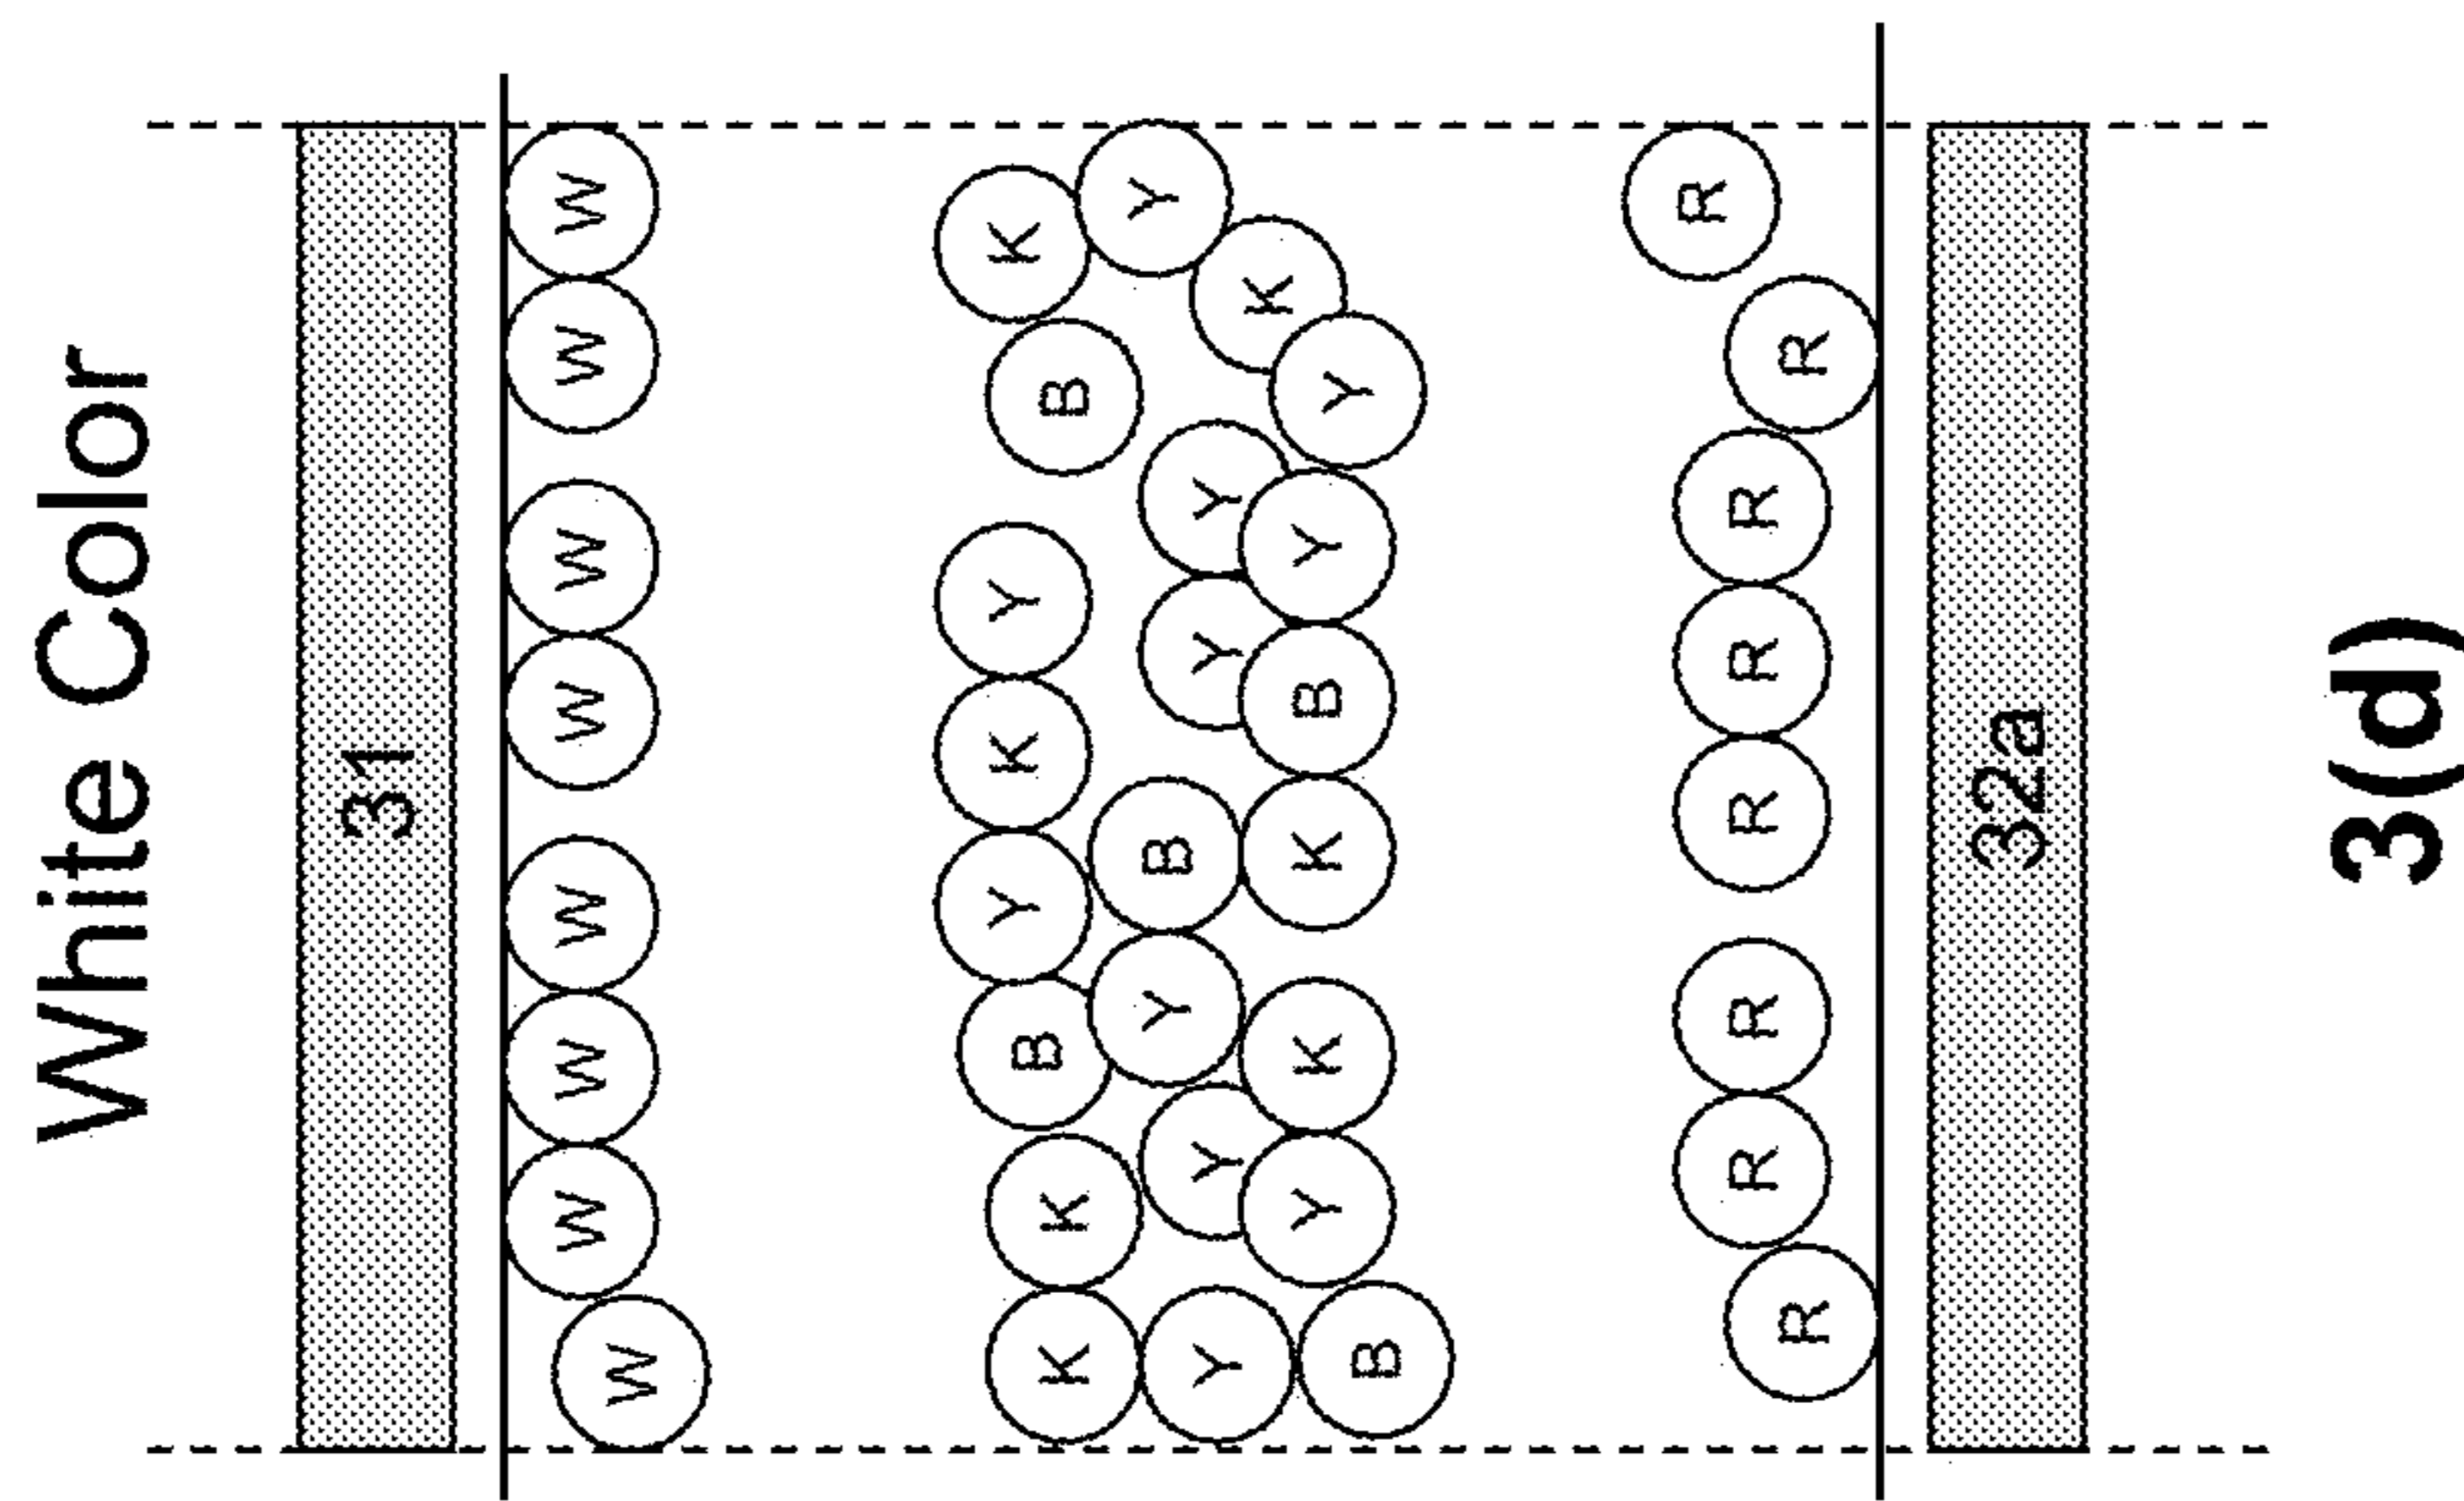 White Color
31
W W W W W W W W
K K B Y K Y B K
Y Y Y B Y Y Y
B Y K K B Y Y K
R R R R R R R R
32a
3(d)